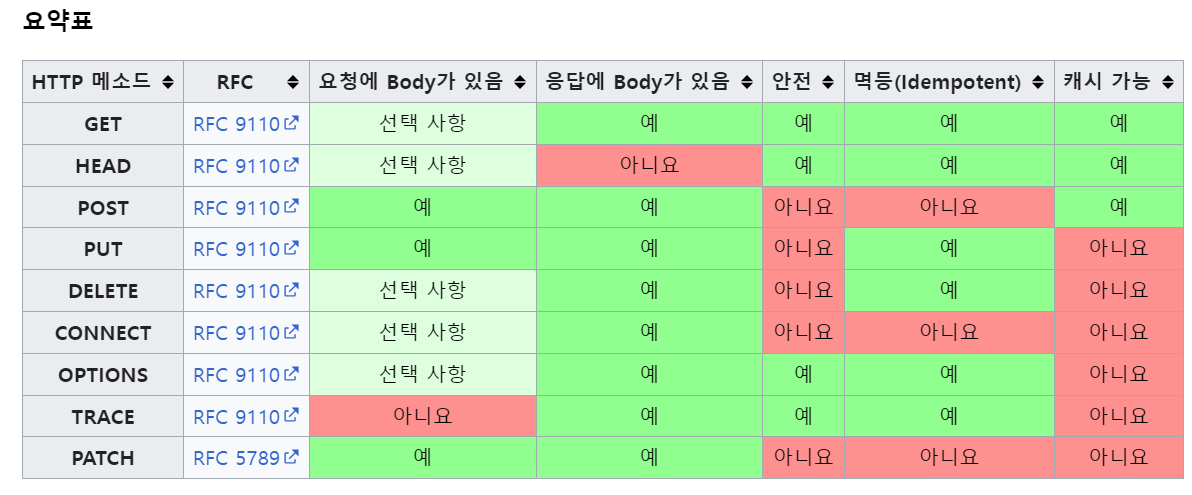 요약표
HTTP 메소드 RFC 요청에 Body가 있음 응답에 Body가 있음 안전 멱등(Idempotent) 캐시 가능
GET RFC 9110 선택 사항 예 예 예 예
HEAD RFC 9110 선택 사항 아니요 예 예 예
POST RFC 9110 예 예 아니요 아니요 예
PUT RFC 9110 예 예 아니요 예 아니요
DELETE RFC 9110 선택 사항 예 아니요 예 아니요
CONNECT RFC 9110 선택 사항 예 아니요 아니요 아니요
OPTIONS RFC 9110 선택 사항 예 예 예 아니요
TRACE RFC 9110 아니요 예 예 예 아니요
PATCH RFC 5789 예 예 아니요 아니요 아니요